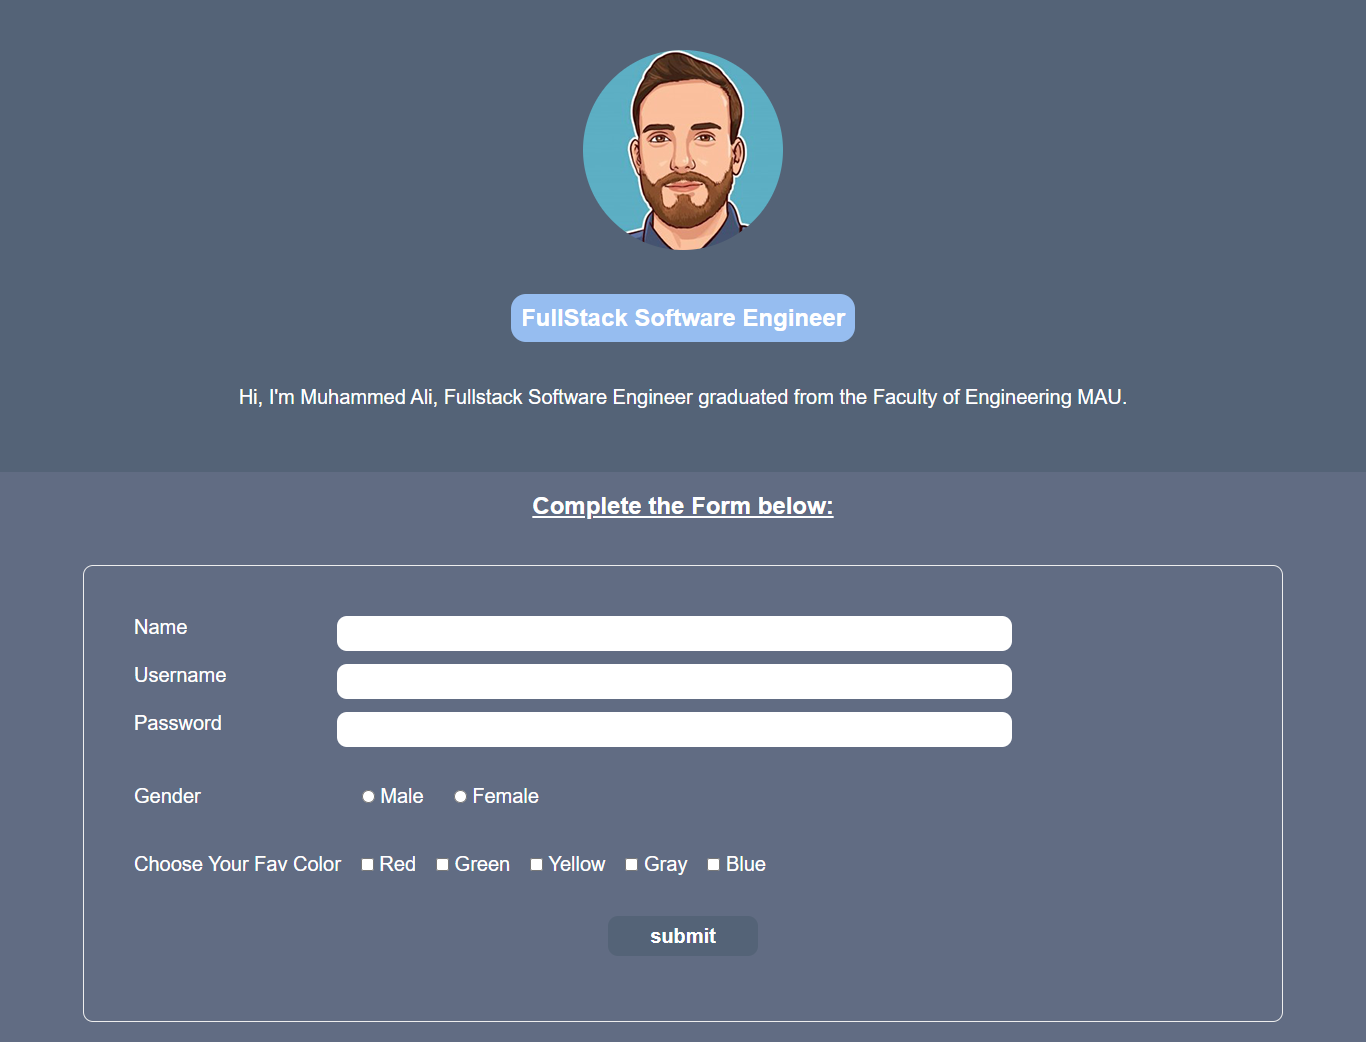 FullStack Software Engineer
Hi, I'm Muhammed Ali, Fullstack Software Engineer graduated from the Faculty of Engineering MAU.
Complete the Form below:
Name
Username
Password
Gender Male Female
Choose Your Fav Color Red Green Yellow Gray Blue
submit